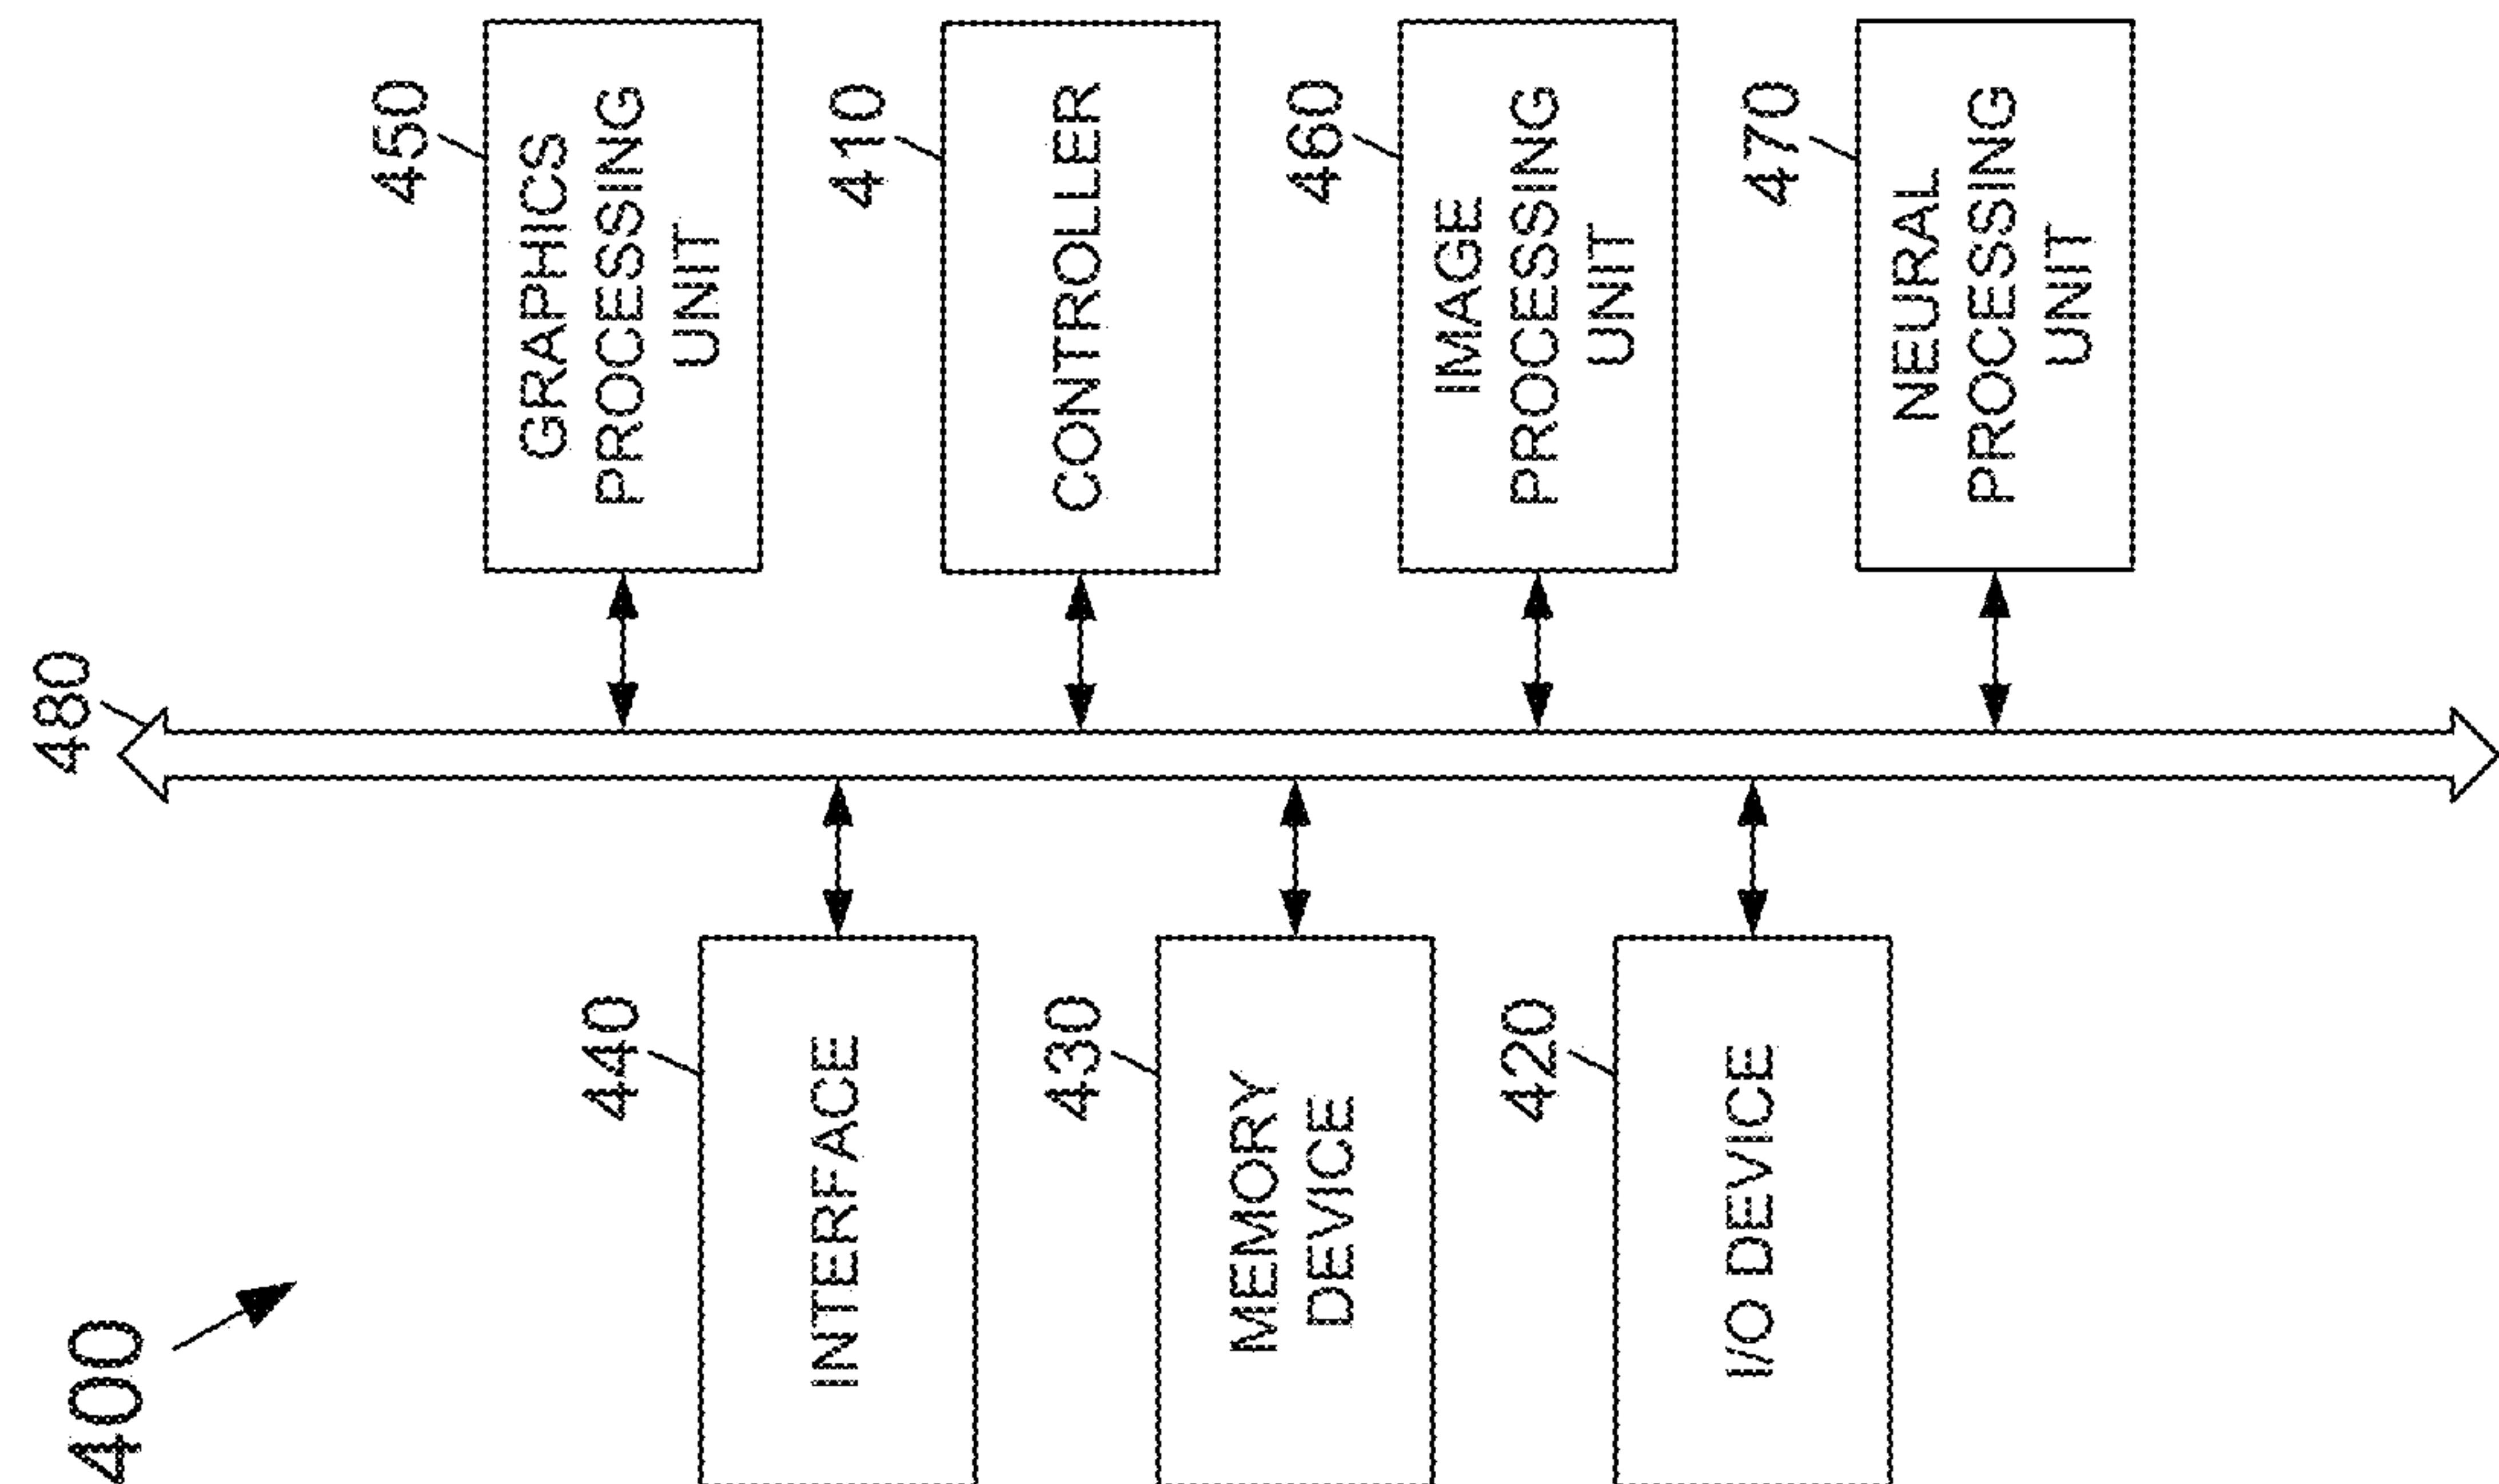 400
480
450
GRAPHICS
PROCESSING
UNIT
440
INTERFACE
410
CONTROLLER
430
MEMORY
DEVICE
460
IMAGE
PROCESSING
UNIT
420
I/O DEVICE
470
NEURAL
PROCESSING
UNIT